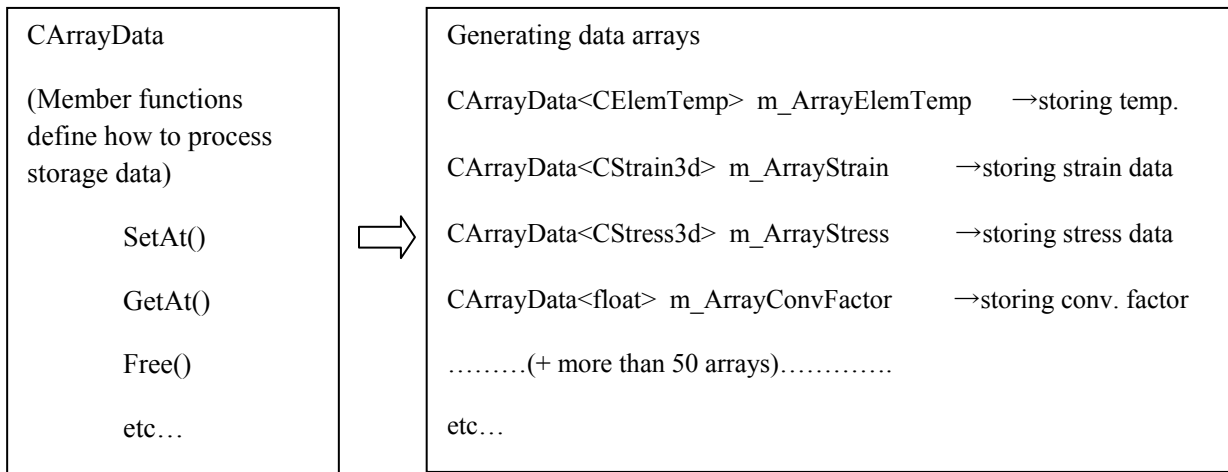 CArrayData
(Member functions
define how to process
storage data)
SetAt()
GetAt()
Free()
etc…
Generating data arrays
CArrayData<CElemTemp> m_ArrayElemTemp →storing temp.
CArrayData<CStrain3d> m_ArrayStrain →storing strain data
CArrayData<CStress3d> m_ArrayStress →storing stress data
CArrayData<float> m_ArrayConvFactor →storing conv. factor
………(+ more than 50 arrays)………….
etc…